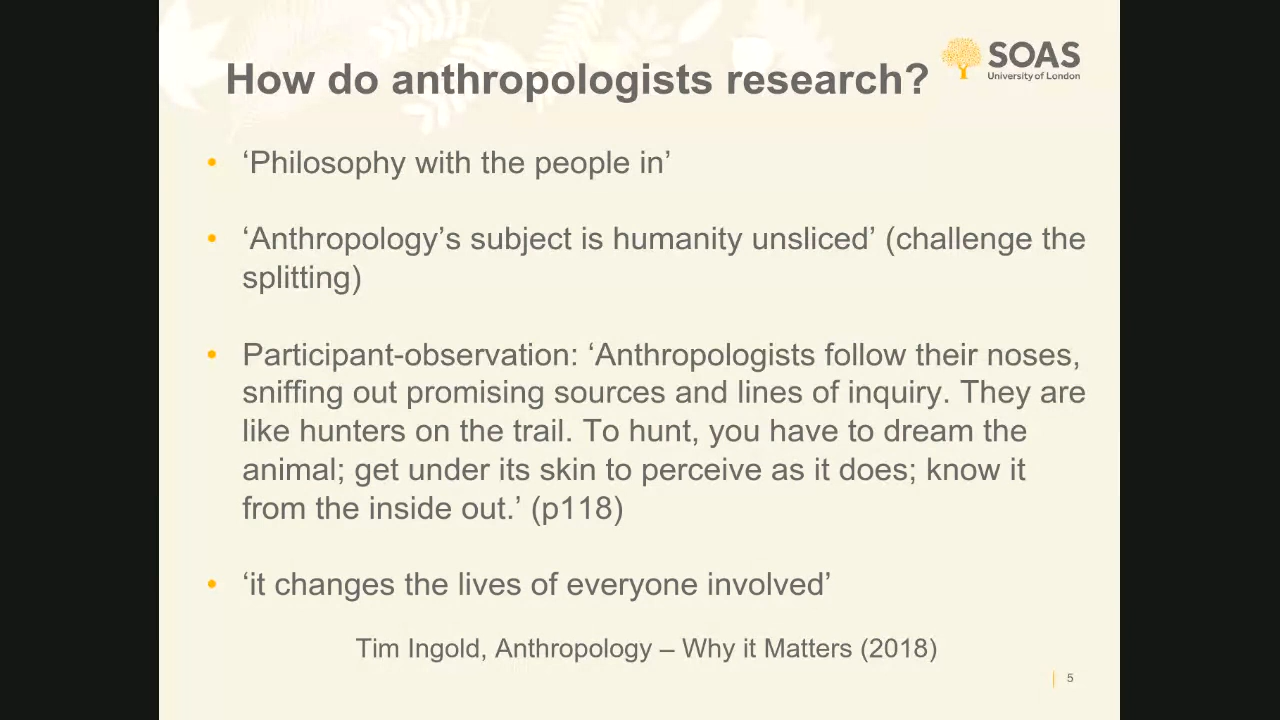 How do anthropologists research?
SOAS
University of London
• ‘Philosophy with the people in’
• ‘Anthropology’s subject is humanity unsliced’ (challenge the
splitting)
• Participant-observation: ‘Anthropologists follow their noses,
sniffing out promising sources and lines of inquiry. They are
like hunters on the trail. To hunt, you have to dream the
animal; get under its skin to perceive as it does; know it
from the inside out.’ (p118)
• ‘it changes the lives of everyone involved’
Tim Ingold, Anthropology – Why it Matters (2018)
5